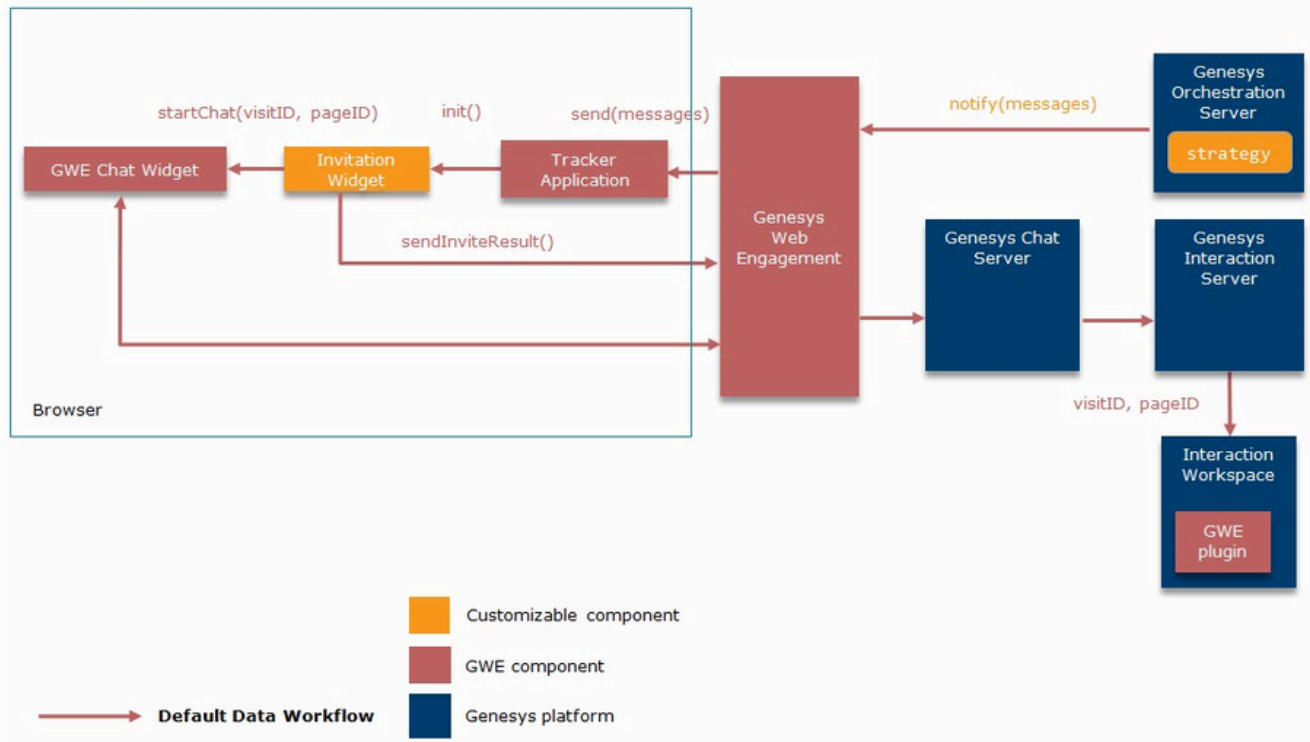 Genesys
Orchestration
Server
strategy
notify(messages)
startChat(visitID, pageID)
init()
send(messages)
GWE Chat Widget
Invitation
Widget
Tracker
Application
sendInviteResult()
Genesys
Web
Engagement
Genesys Chat
Server
Genesys
Interaction
Server
Browser
visitID, pageID
Interaction
Workspace
GWE
plugin
Customizable component
GWE component
Default Data Workflow
Genesys platform